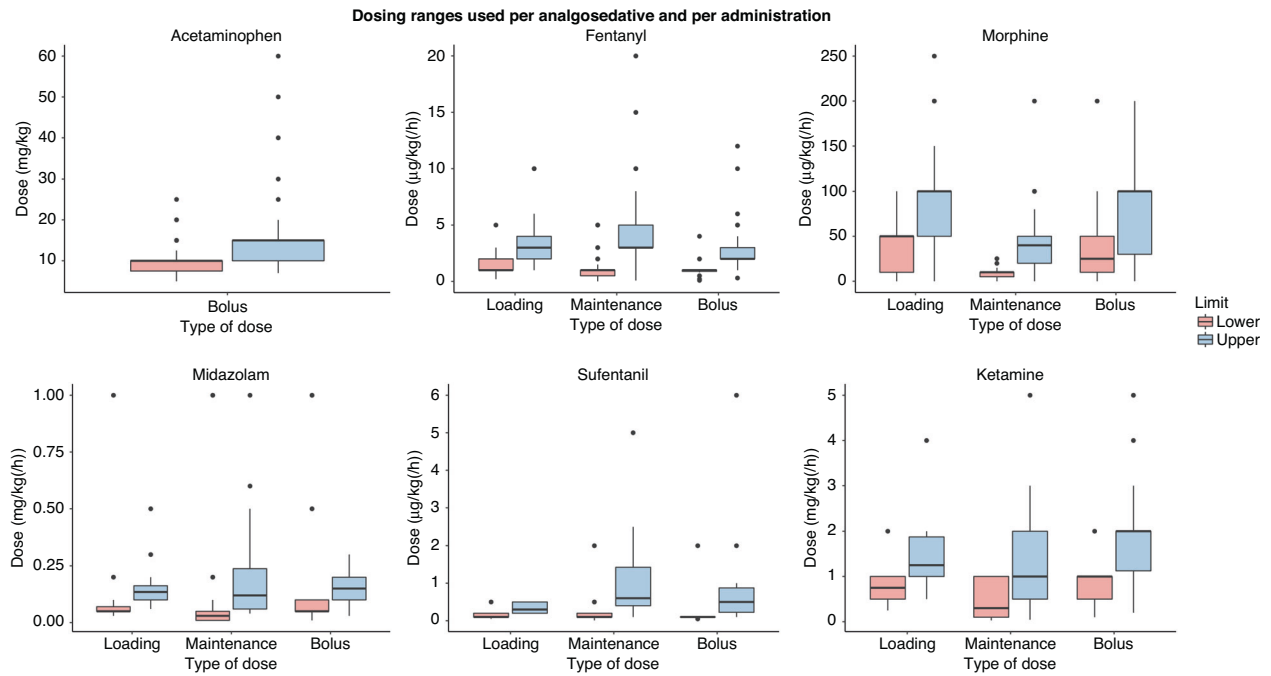 Dosing ranges used per analgosedative and per administration
Acetaminophen
Dose (mg/kg)
60
50
40
30
20
10
Bolus
Type of dose
Fentanyl
Dose (µg/kg(/h))
20
15
10
5
0
Loading Maintenance Bolus
Type of dose
Morphine
Dose (µg/kg(/h))
250
200
150
100
50
0
Loading Maintenance Bolus
Type of dose
Limit
Lower
Upper
Midazolam
Dose (mg/kg(/h))
1.00
0.75
0.50
0.25
0.00
Loading Maintenance Bolus
Type of dose
Sufentanil
Dose (µg/kg(/h))
6
5
4
3
2
1
0
Loading Maintenance Bolus
Type of dose
Ketamine
Dose (mg/kg(/h))
5
4
3
2
1
0
Loading Maintenance Bolus
Type of dose